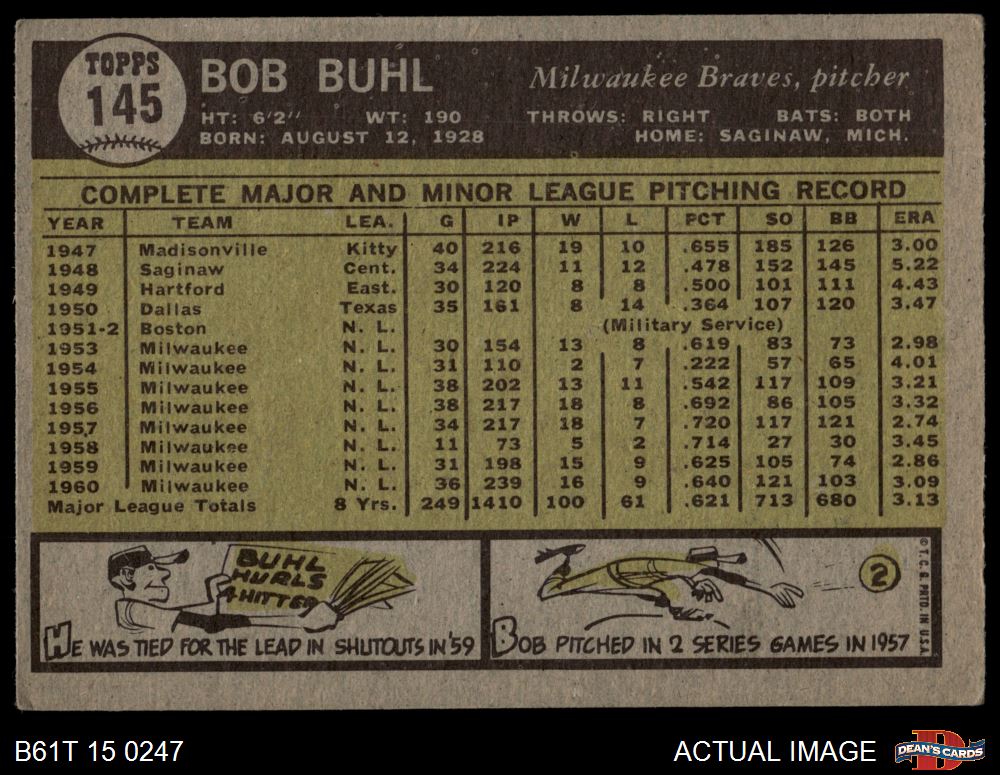 TOPPS
145
BOB BUHL
Milwaukee Braves, pitcher
HT: 6'2" WT: 190 THROWS: RIGHT BATS: BOTH
BORN: AUGUST 12, 1928 HOME: SAGINAW, MICH.
COMPLETE MAJOR AND MINOR LEAGUE PITCHING RECORD
YEAR TEAM LEA. G IP W L PCT SO BB ERA
1947 Madisonville Kitty 40 216 19 10 .655 185 126 3.00
1948 Saginaw Cent. 34 224 11 12 .478 152 145 5.22
1949 Hartford East. 30 120 8 8 .500 101 111 4.43
1950 Dallas Texas 35 161 8 14 .364 107 120 3.47
1951-2 Boston N. L. (Military Service)
1953 Milwaukee N. L. 30 154 13 8 .619 83 73 2.98
1954 Milwaukee N. L. 31 110 2 7 .222 57 65 4.01
1955 Milwaukee N. L. 38 202 13 11 .542 117 109 3.21
1956 Milwaukee N. L. 38 217 18 8 .692 86 105 3.32
1957 Milwaukee N. L. 34 217 18 7 .720 117 121 2.74
1958 Milwaukee N. L. 11 73 5 2 .714 27 30 3.45
1959 Milwaukee N. L. 31 198 15 9 .625 105 74 2.86
1960 Milwaukee N. L. 36 239 16 9 .640 121 103 3.09
Major League Totals 8 Yrs. 249 1410 100 61 .621 713 680 3.13
BUHL
HURLS
4 HITTER
HE WAS TIED FOR THE LEAD IN SHUTOUTS IN '59
2
BOB PITCHED IN 2 SERIES GAMES IN 1957
© T. C. G. PRTD. IN U.S.A.
B61T 15 0247
ACTUAL IMAGE
D
DEAN'S CARDS